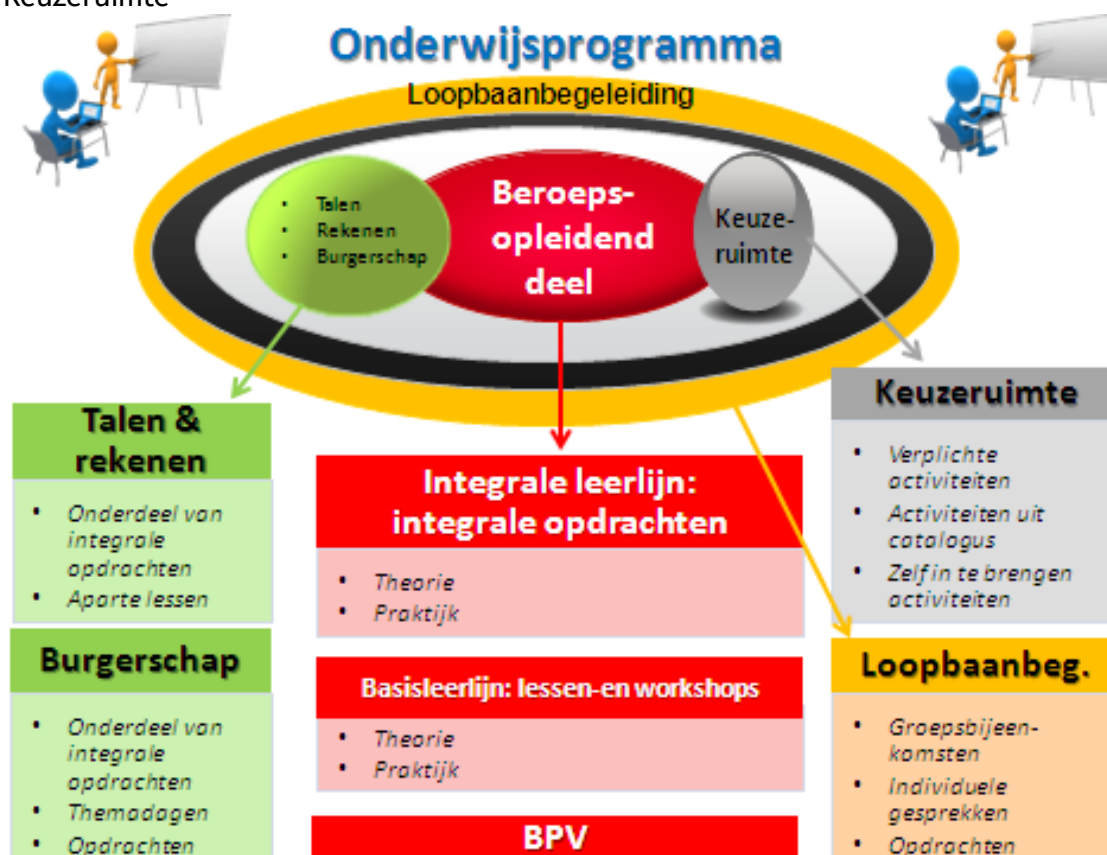 Keuzeruimte
Onderwijsprogramma
Loopbaanbegeleiding
• Talen
• Rekenen
• Burgerschap
Beroeps-
opleidend
deel
Keuze-
ruimte
Talen &
rekenen
• Onderdeel van
integrale
opdrachten
• Aparte lessen
Burgerschap
• Onderdeel van
integrale
opdrachten
• Themadagen
• Opdrachten
Integrale leerlijn:
integrale opdrachten
• Theorie
• Praktijk
Basisleerlijn: lessen-en workshops
• Theorie
• Praktijk
BPV
Keuzeruimte
• Verplichte
activiteiten
• Activiteiten uit
catalogus
• Zelf in te brengen
activiteiten
Loopbaanbeg.
• Groepsbijeen-
komsten
• Individuele
gesprekken
• Opdrachten